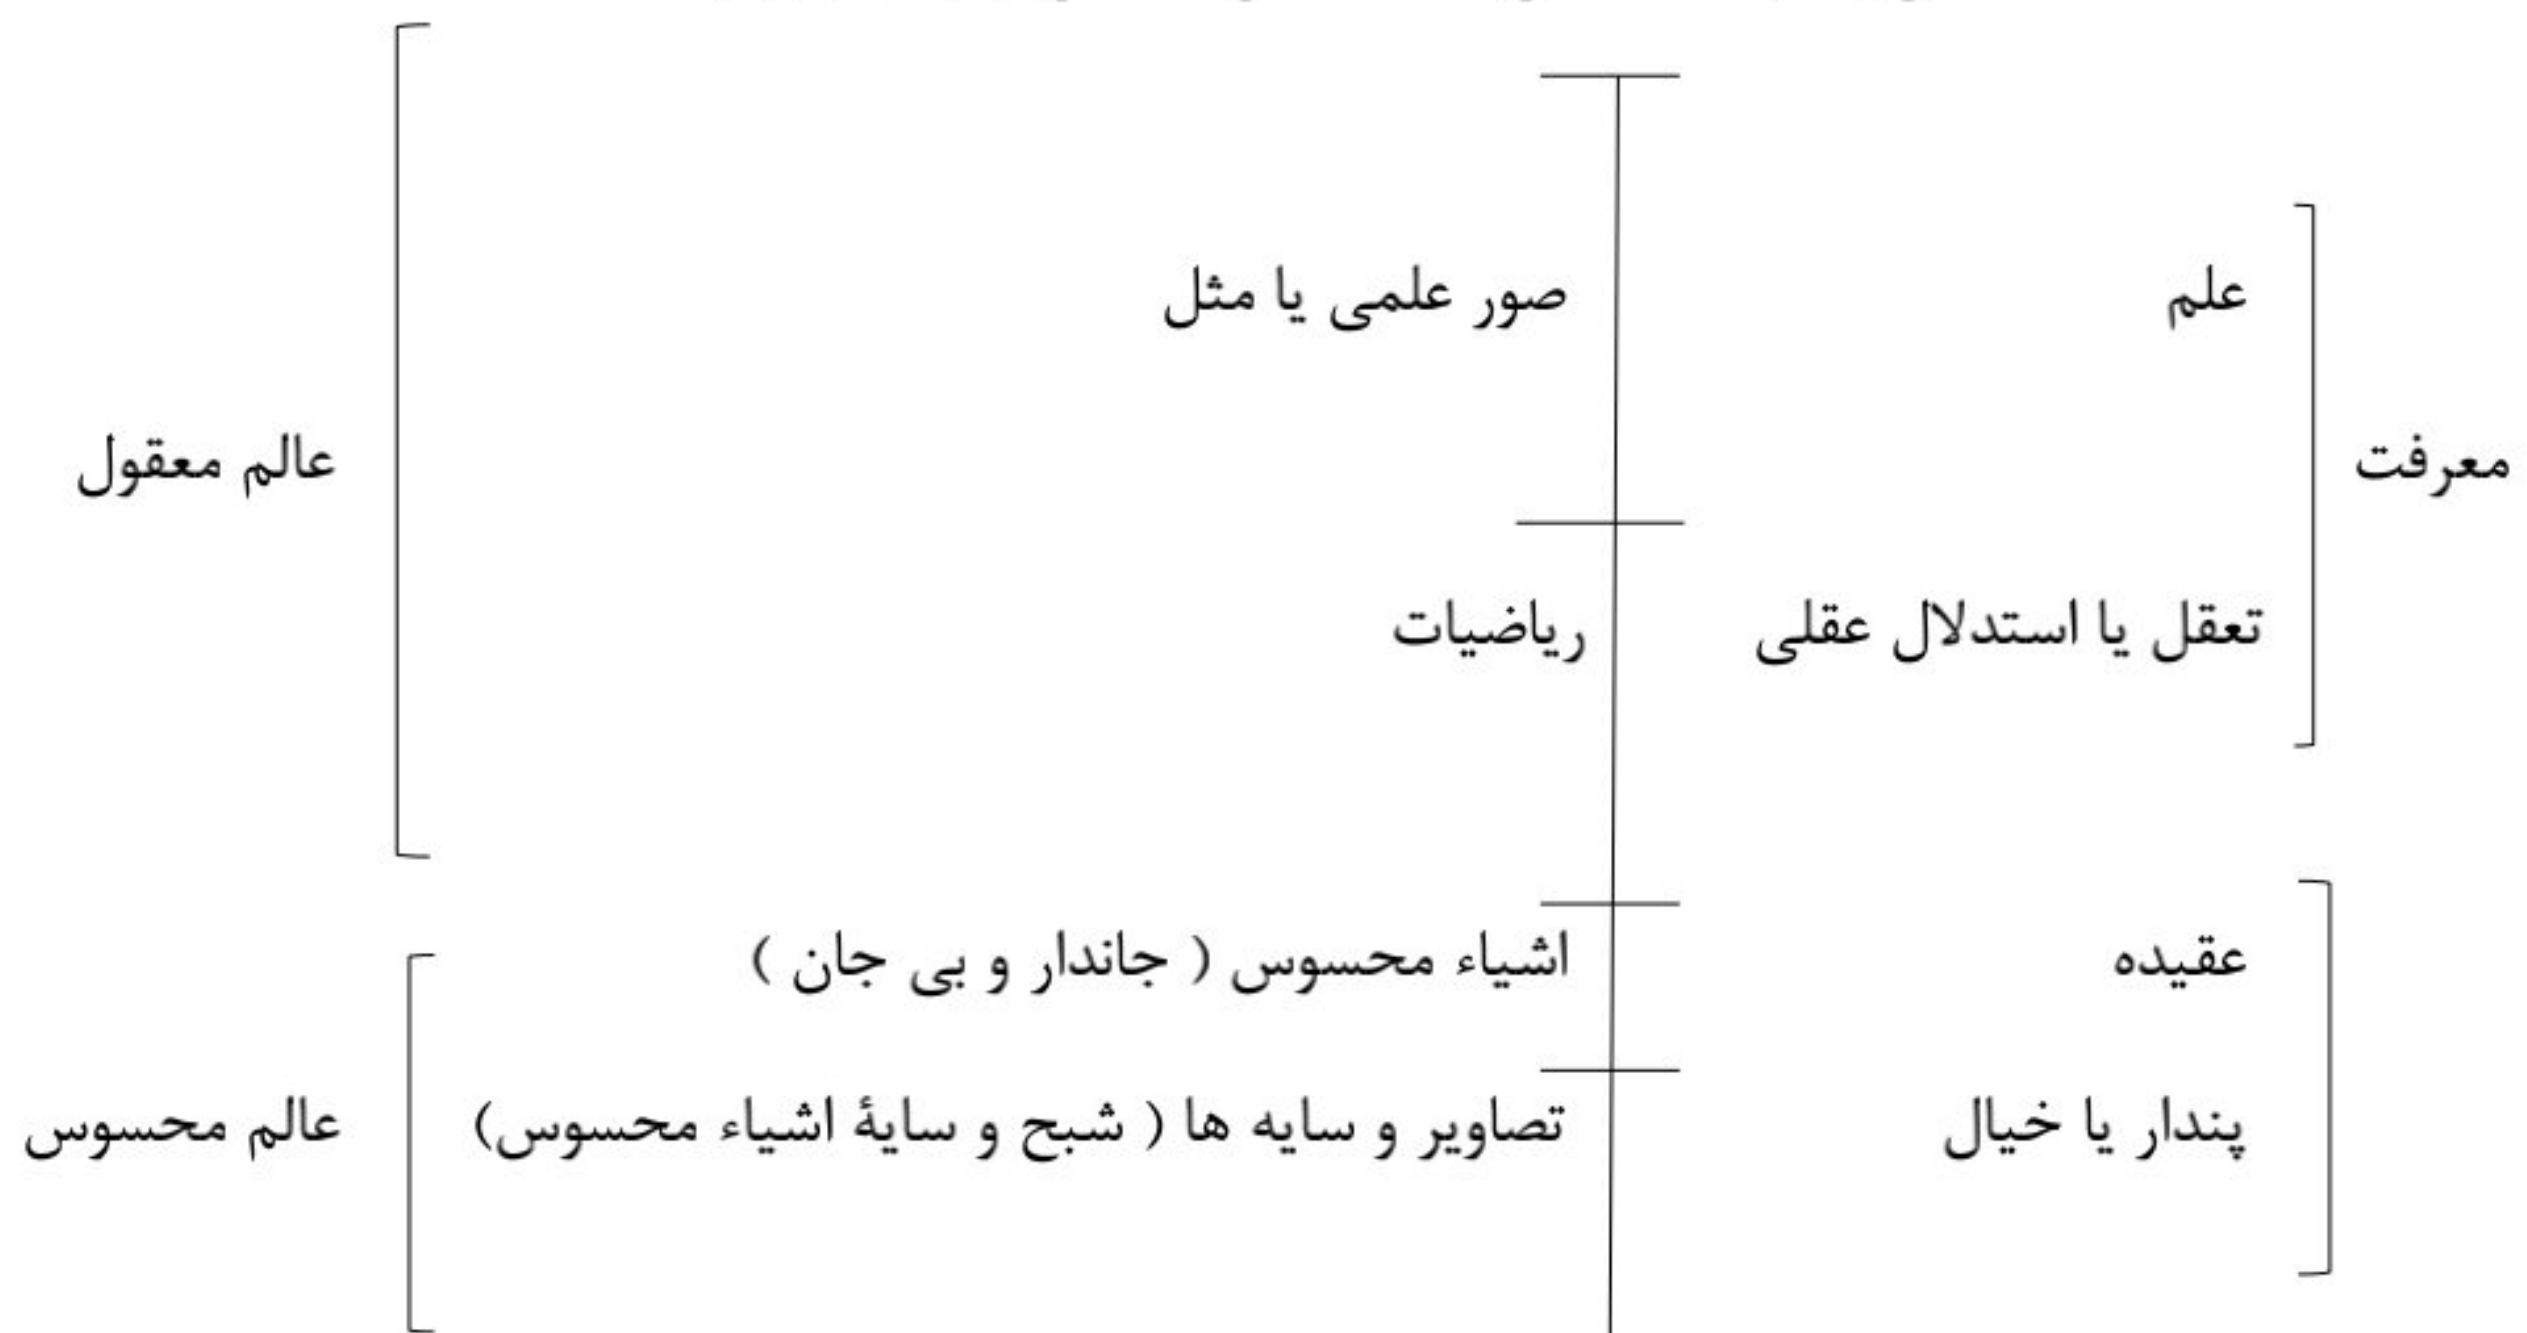 صور علمی یا مثل
علم
عالم معقول
معرفت
ریاضیات
تعقل یا استدلال عقلی
اشیاء محسوس ( جاندار و بی جان )
عقیده
عالم محسوس
تصاویر و سایه ها ( شبح و سایهٔ اشیاء محسوس)
پندار یا خیال